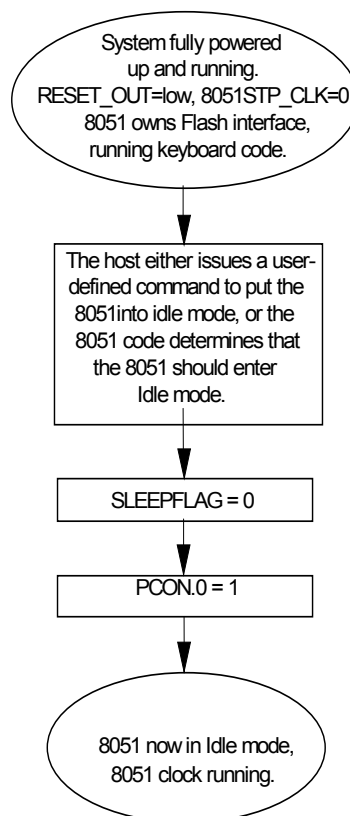 System fully powered
up and running.
RESET_OUT=low, 8051STP_CLK=0
8051 owns Flash interface,
running keyboard code.
The host either issues a user-
defined command to put the
8051into idle mode, or the
8051 code determines that
the 8051 should enter
Idle mode.
SLEEPFLAG = 0
PCON.0 = 1
8051 now in Idle mode,
8051 clock running.